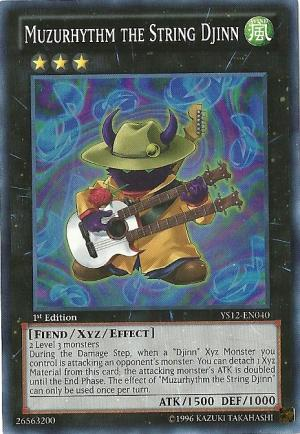 MUZURHYTHM THE STRING DJINN
WIND
風
1st Edition
YS12-EN040
[FIEND/XYZ/EFFECT]
2 Level 3 monsters
During the Damage Step, when a "Djinn" Xyz Monster you
control is attacking an opponent's monster: You can detach 1 Xyz
Material from this card; the attacking monster's ATK is doubled
until the End Phase. The effect of "Muzurhythm the String Djinn"
can only be used once per turn.
ATK/1500 DEF/1000
26563200
©1996 KAZUKI TAKAHASHI